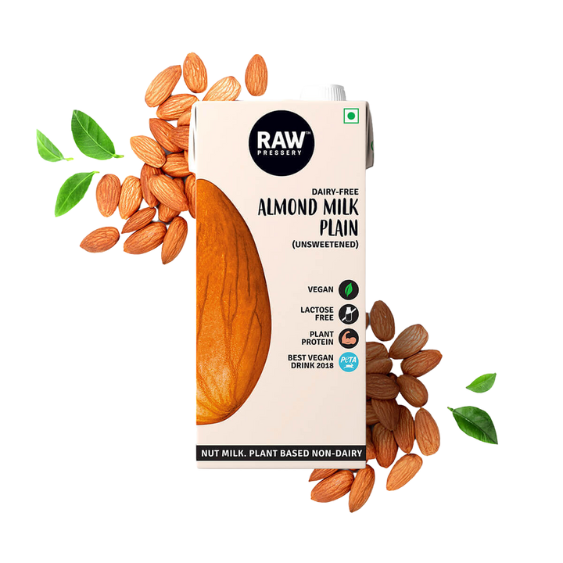 RAW™
PRESSERY
DAIRY-FREE
ALMOND MILK
PLAIN
(UNSWEETENED)
VEGAN
LACTOSE
FREE
PLANT
PROTEIN
BEST VEGAN
DRINK 2018
PETA
NUT MILK. PLANT BASED NON-DAIRY